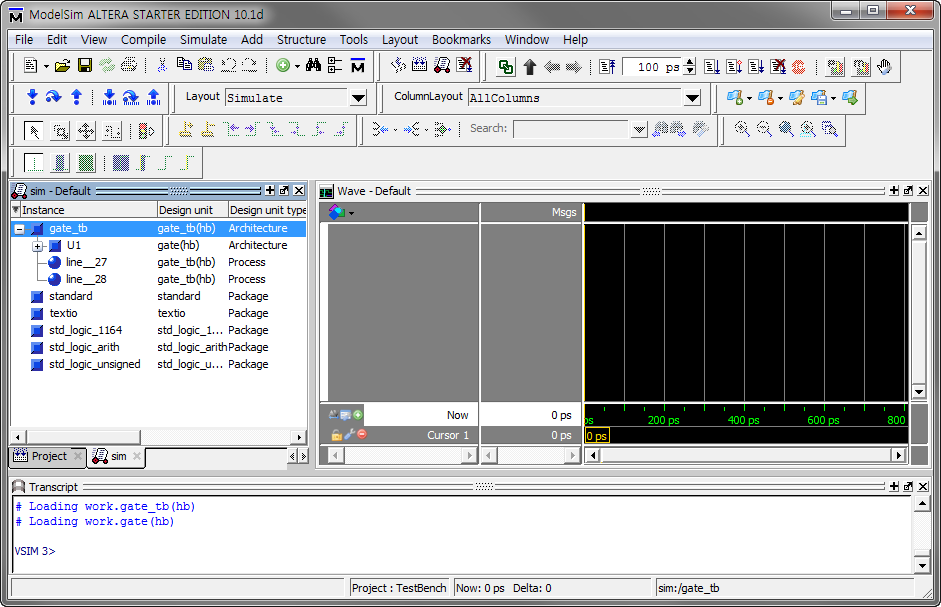 ModelSim ALTERA STARTER EDITION 10.1d
File Edit View Compile Simulate Add Structure Tools Layout Bookmarks Window Help
100 ps
Layout Simulate ColumnLayout AllColumns
Search:
sim - Default
Instance Design unit Design unit type
gate_tb gate_tb(hb) Architecture
U1 gate(hb) Architecture
line__27 gate_tb(hb) Process
line__28 gate_tb(hb) Process
standard standard Package
textio textio Package
std_logic_1164 std_logic_1... Package
std_logic_arith std_logic_arith Package
std_logic_unsigned std_logic_u... Package
Project sim
Wave - Default
Msgs
Now 0 ps
ps 200 ps 400 ps 600 ps 800
Cursor 1 0 ps
0 ps
Transcript
# Loading work.gate_tb(hb)
# Loading work.gate(hb)
VSIM 3>
Project : TestBench Now: 0 ps Delta: 0 sim:/gate_tb